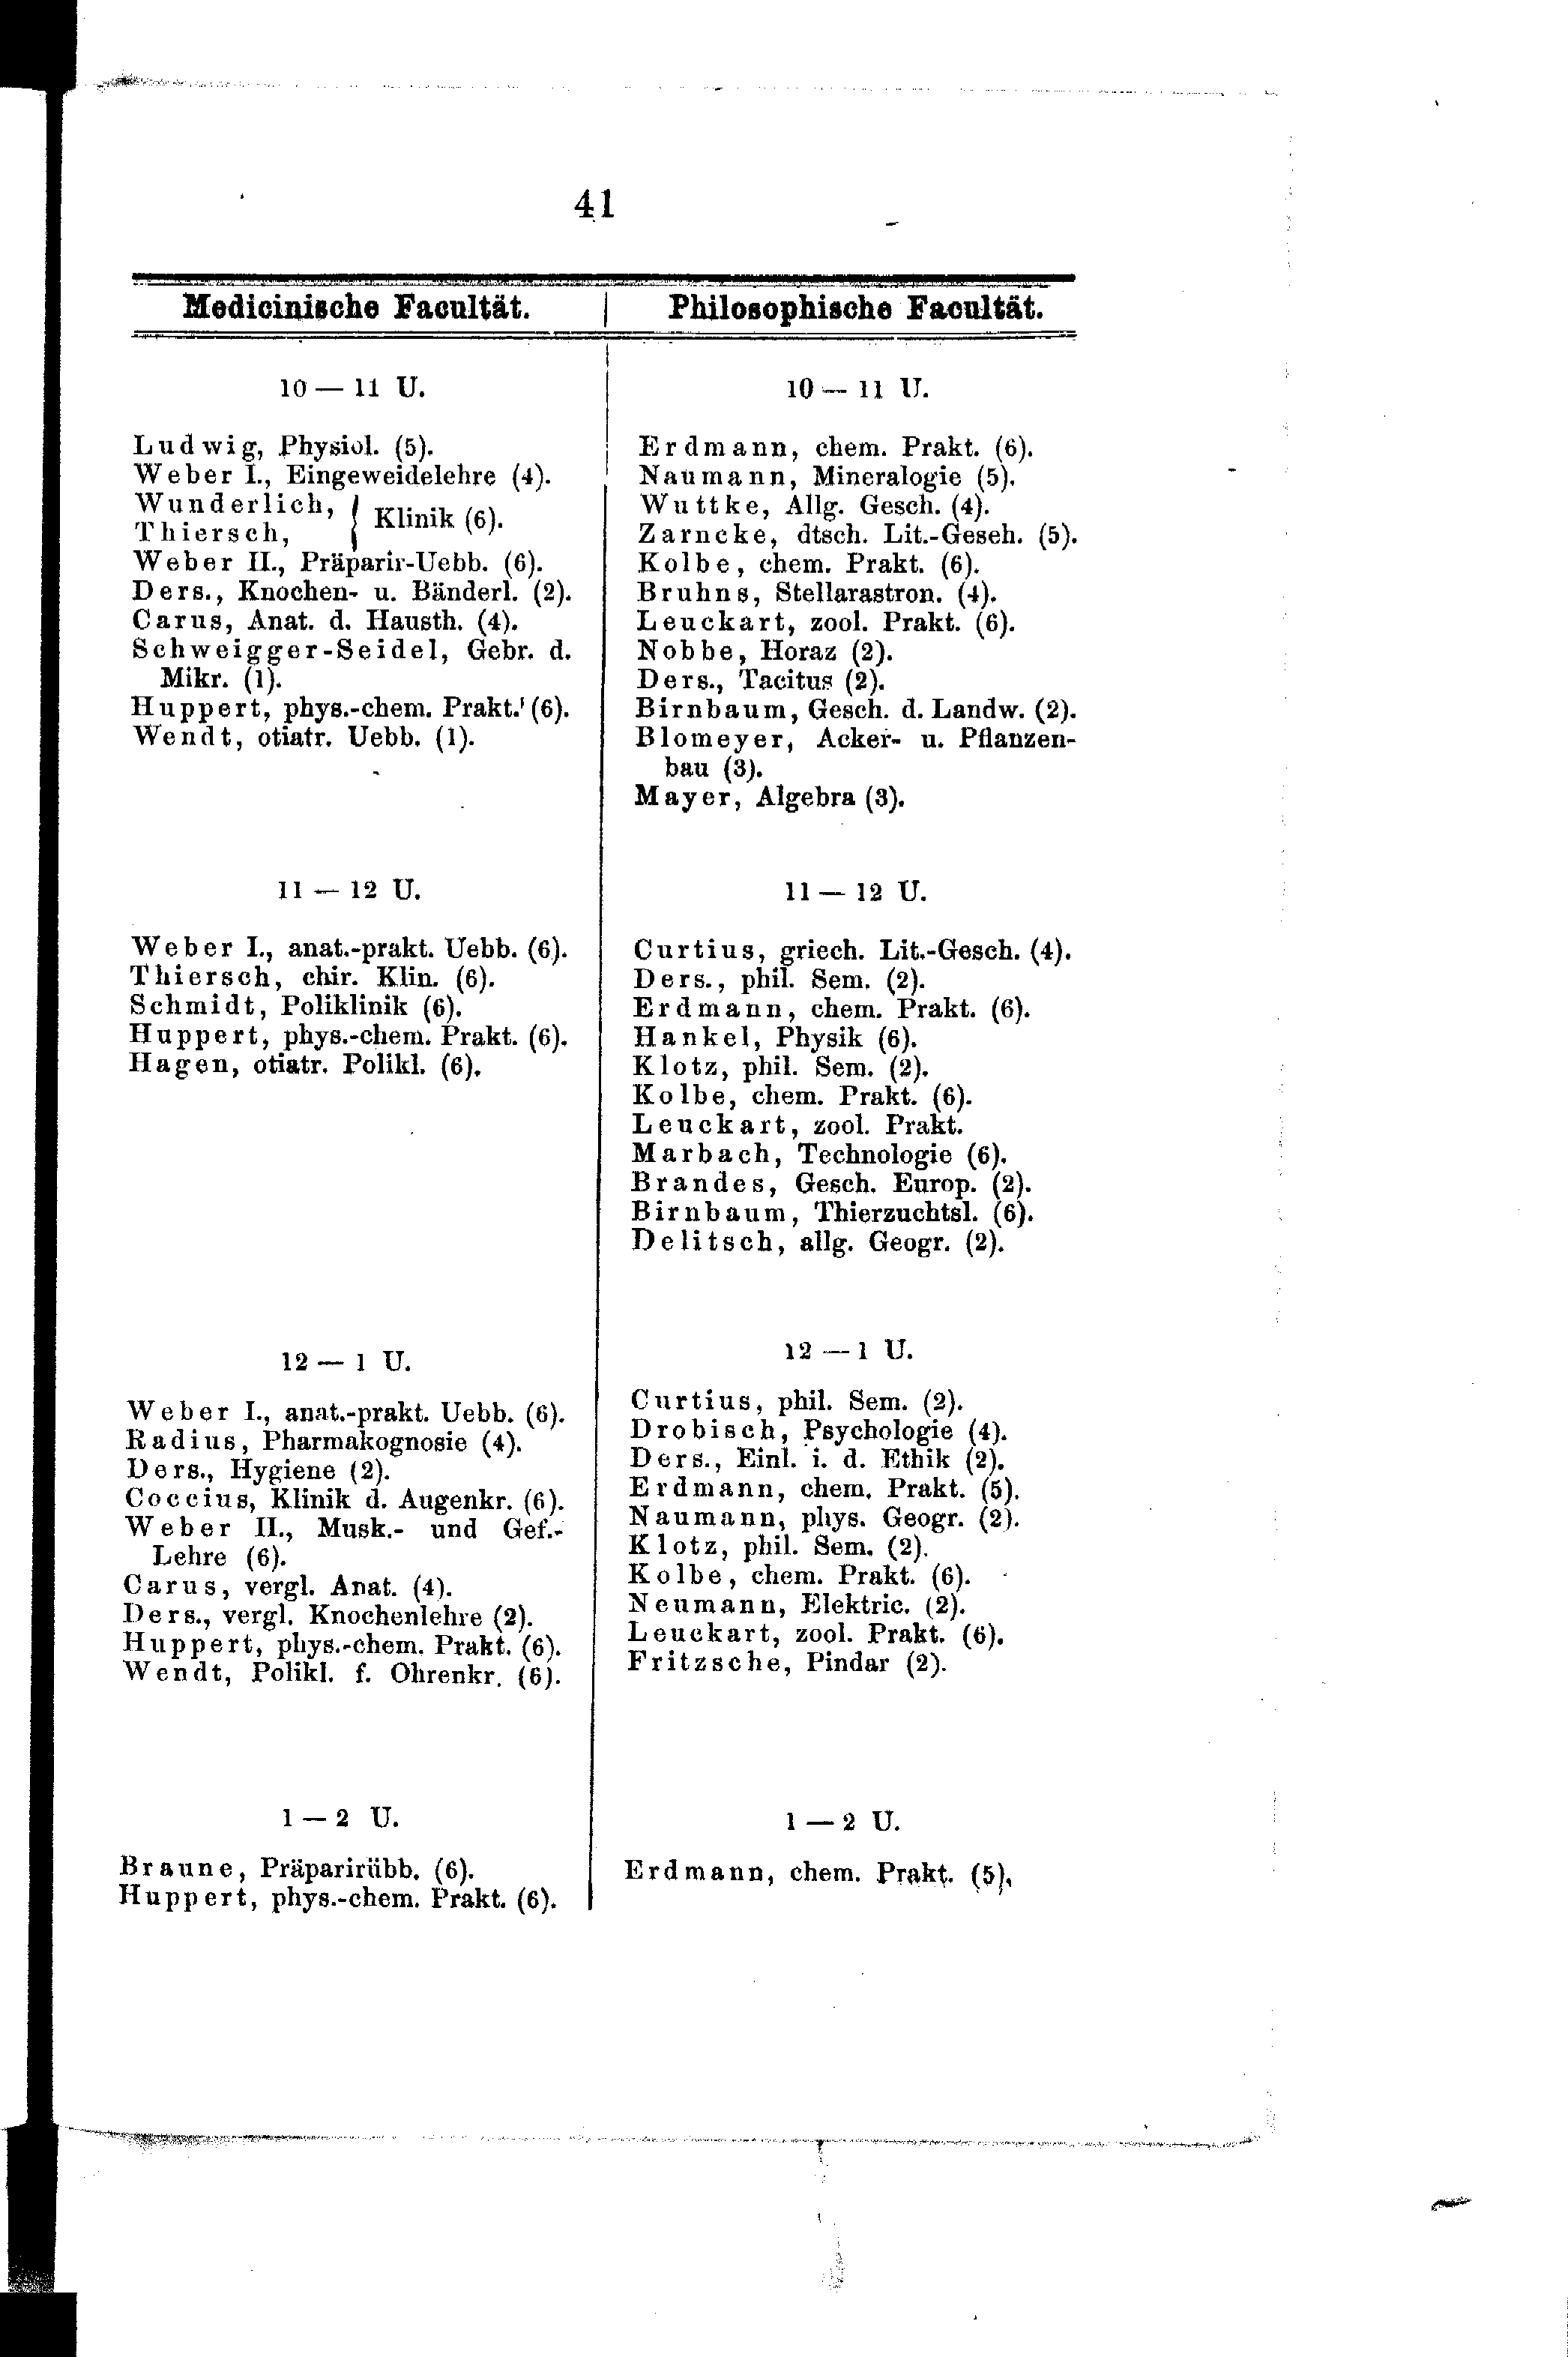 41
Medicinische Facultät.
10 — 11 U.
Ludwig, Physiol. (5).
Weber I., Eingeweidelehre (4).
Wunderlich,
Thiersch, } Klinik (6).
Weber II., Präparir-Uebb. (6).
Ders., Knochen- u. Bänderl. (2).
Carus, Anat. d. Hausth. (4).
Schweigger-Seidel, Gebr. d.
Mikr. (1).
Huppert, phys.-chem. Prakt. (6).
Wendt, otiatr. Uebb. (1).
11 — 12 U.
Weber I., anat.-prakt. Uebb. (6).
Thiersch, chir. Klin. (6).
Schmidt, Poliklinik (6).
Huppert, phys.-chem. Prakt. (6).
Hagen, otiatr. Polikl. (6).
12 — 1 U.
Weber I., anat.-prakt. Uebb. (6).
Radius, Pharmakognosie (4).
Ders., Hygiene (2).
Coccius, Klinik d. Augenkr. (6).
Weber II., Musk.- und Gef.-
Lehre (6).
Carus, vergl. Anat. (4).
Ders., vergl. Knochenlehre (2).
Huppert, phys.-chem. Prakt. (6).
Wendt, Polikl. f. Ohrenkr. (6).
1 — 2 U.
Braune, Präparirübb. (6).
Huppert, phys.-chem. Prakt. (6).
Philosophische Facultät.
10 — 11 U.
Erdmann, chem. Prakt. (6).
Naumann, Mineralogie (5).
Wuttke, Allg. Gesch. (4).
Zarncke, dtsch. Lit.-Geseh. (5).
Kolbe, chem. Prakt. (6).
Bruhns, Stellarastron. (4).
Leuckart, zool. Prakt. (6).
Nobbe, Horaz (2).
Ders., Tacitus (2).
Birnbaum, Gesch. d. Landw. (2).
Blomeyer, Acker- u. Pflanzen-
bau (3).
Mayer, Algebra (3).
11 — 12 U.
Curtius, griech. Lit.-Gesch. (4).
Ders., phil. Sem. (2).
Erdmann, chem. Prakt. (6).
Hankel, Physik (6).
Klotz, phil. Sem. (2).
Kolbe, chem. Prakt. (6).
Leuckart, zool. Prakt.
Marbach, Technologie (6).
Brandes, Gesch. Europ. (2).
Birnbaum, Thierzuchtsl. (6).
Delitsch, allg. Geogr. (2).
12 — 1 U.
Curtius, phil. Sem. (2).
Drobisch, Psychologie (4).
Ders., Einl. i. d. Ethik (2).
Erdmann, chem. Prakt. (5).
Naumann, phys. Geogr. (2).
Klotz, phil. Sem. (2).
Kolbe, chem. Prakt. (6).
Neumann, Elektric. (2).
Leuckart, zool. Prakt. (6).
Fritzsche, Pindar (2).
1 — 2 U.
Erdmann, chem. Prakt. (5).